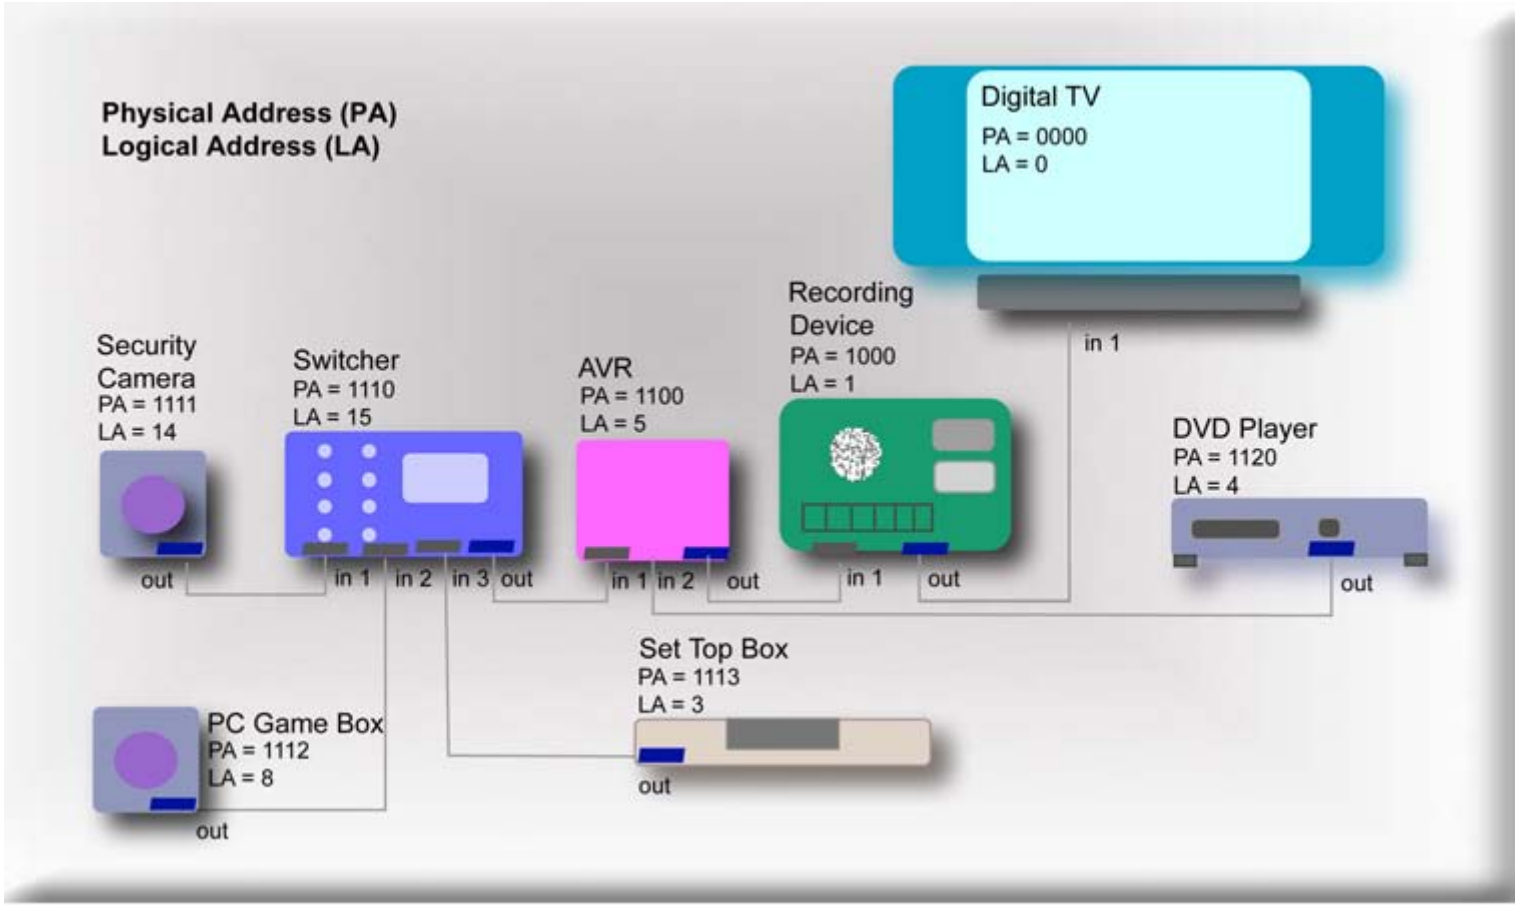 Physical Address (PA)
Logical Address (LA)
Digital TV
PA = 0000
LA = 0
in 1
Recording
Device
PA = 1000
LA = 1
in 1
out
Security
Camera
PA = 1111
LA = 14
out
Switcher
PA = 1110
LA = 15
in 1
in 2
in 3
out
AVR
PA = 1100
LA = 5
in 1
in 2
out
DVD Player
PA = 1120
LA = 4
out
Set Top Box
PA = 1113
LA = 3
out
PC Game Box
PA = 1112
LA = 8
out